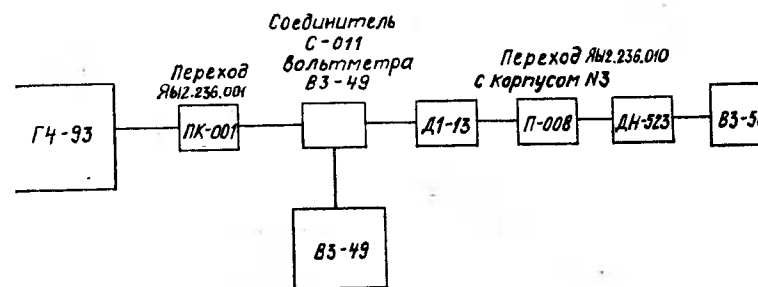 Соединитель
С-011
вольтметра
В3-49
Переход
ЯЫ2.236.001
Переход ЯЫ2.236.010
с корпусом N3
Г4-93
ПК-001
Д1-13
П-008
ДН-523
В3-49